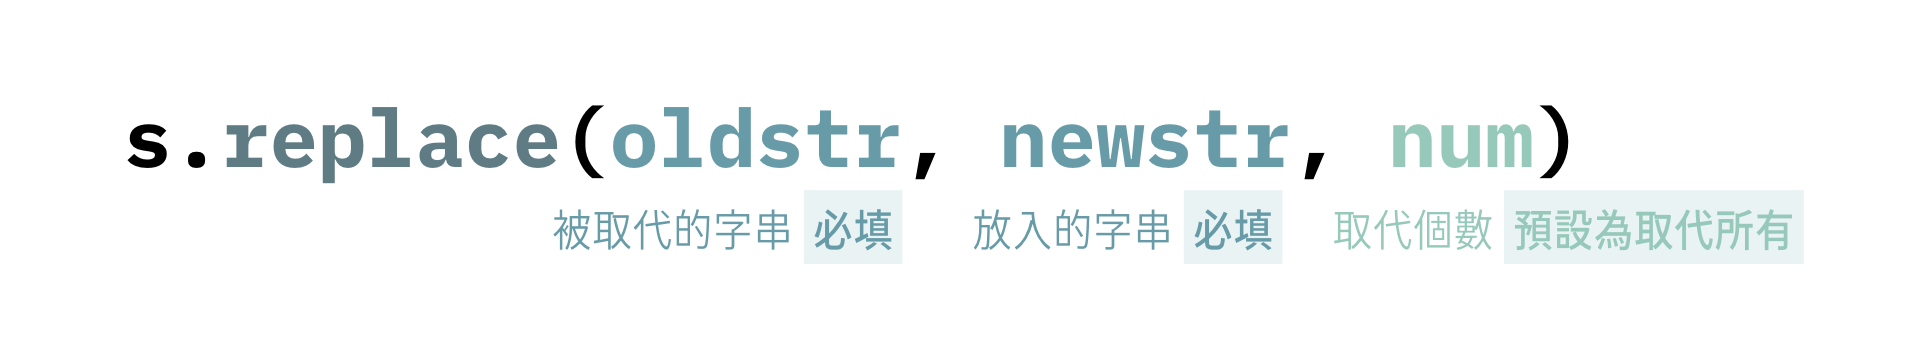 s.replace(oldstr, newstr, num)
被取代的字串 必填 放入的字串 必填 取代個數 預設為取代所有